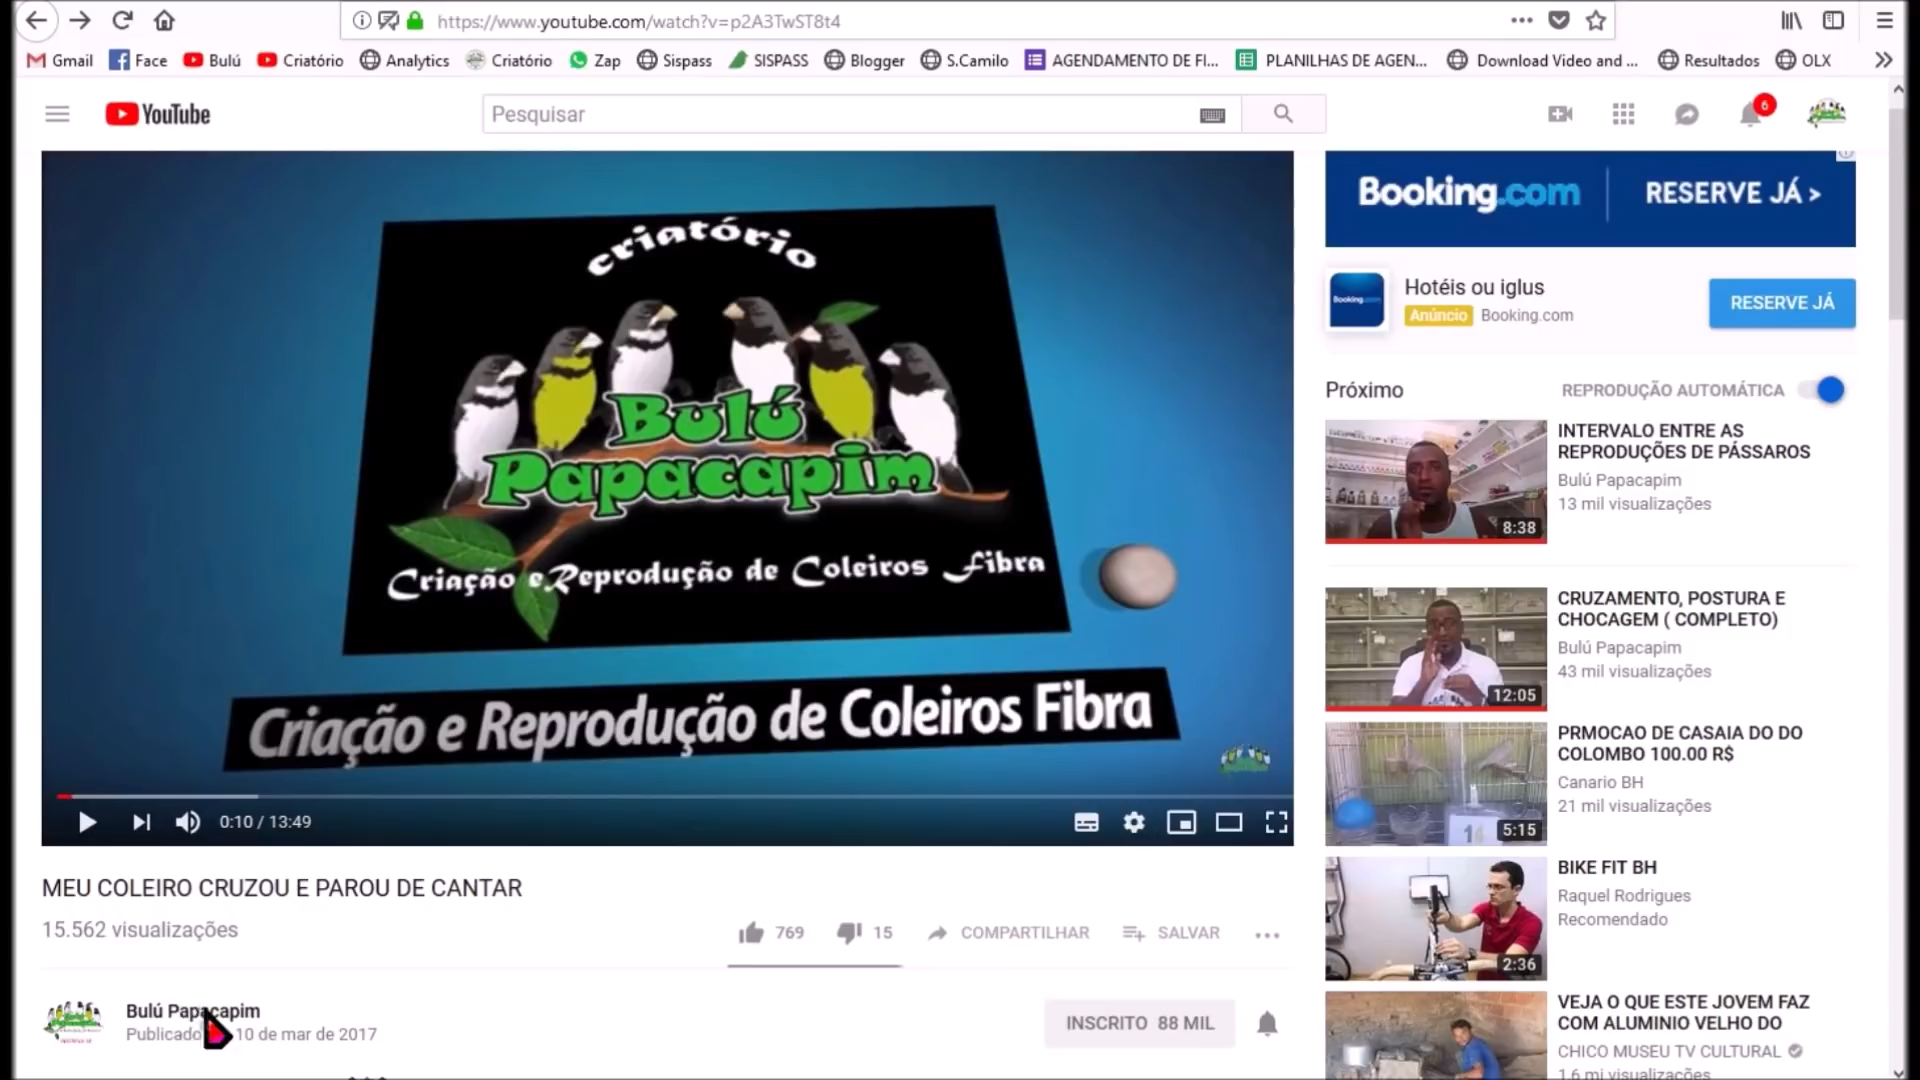 https://www.youtube.com/watch?v=p2A3TwST8t4
Gmail Face Bulú Criatório Analytics Criatório Zap Sispass SISPASS Blogger S.Camilo AGENDAMENTO DE FI... PLANILHAS DE AGEN... Download Video and ... Resultados OLX
YouTube
Pesquisar
6
criatório
Bulú
Papacapim
Criação e Reprodução de Coleiros Fibra
Criação e Reprodução de Coleiros Fibra
0:10 / 13:49
MEU COLEIRO CRUZOU E PAROU DE CANTAR
15.562 visualizações
769 15 COMPARTILHAR SALVAR
Bulú Papacapim
Publicado 10 de mar de 2017
INSCRITO 88 MIL
Booking.com RESERVE JÁ >
Booking.com
Hotéis ou iglus
Anúncio Booking.com
RESERVE JÁ
Próximo REPRODUÇÃO AUTOMÁTICA
8:38
INTERVALO ENTRE AS
REPRODUÇÕES DE PÁSSAROS
Bulú Papacapim
13 mil visualizações
12:05
CRUZAMENTO, POSTURA E
CHOCAGEM ( COMPLETO)
Bulú Papacapim
43 mil visualizações
5:15
PRMOCAO DE CASAIA DO DO
COLOMBO 100.00 R$
Canario BH
21 mil visualizações
2:36
BIKE FIT BH
Raquel Rodrigues
Recomendado
VEJA O QUE ESTE JOVEM FAZ
COM ALUMINIO VELHO DO
CHICO MUSEU TV CULTURAL
1,6 mi visualizações